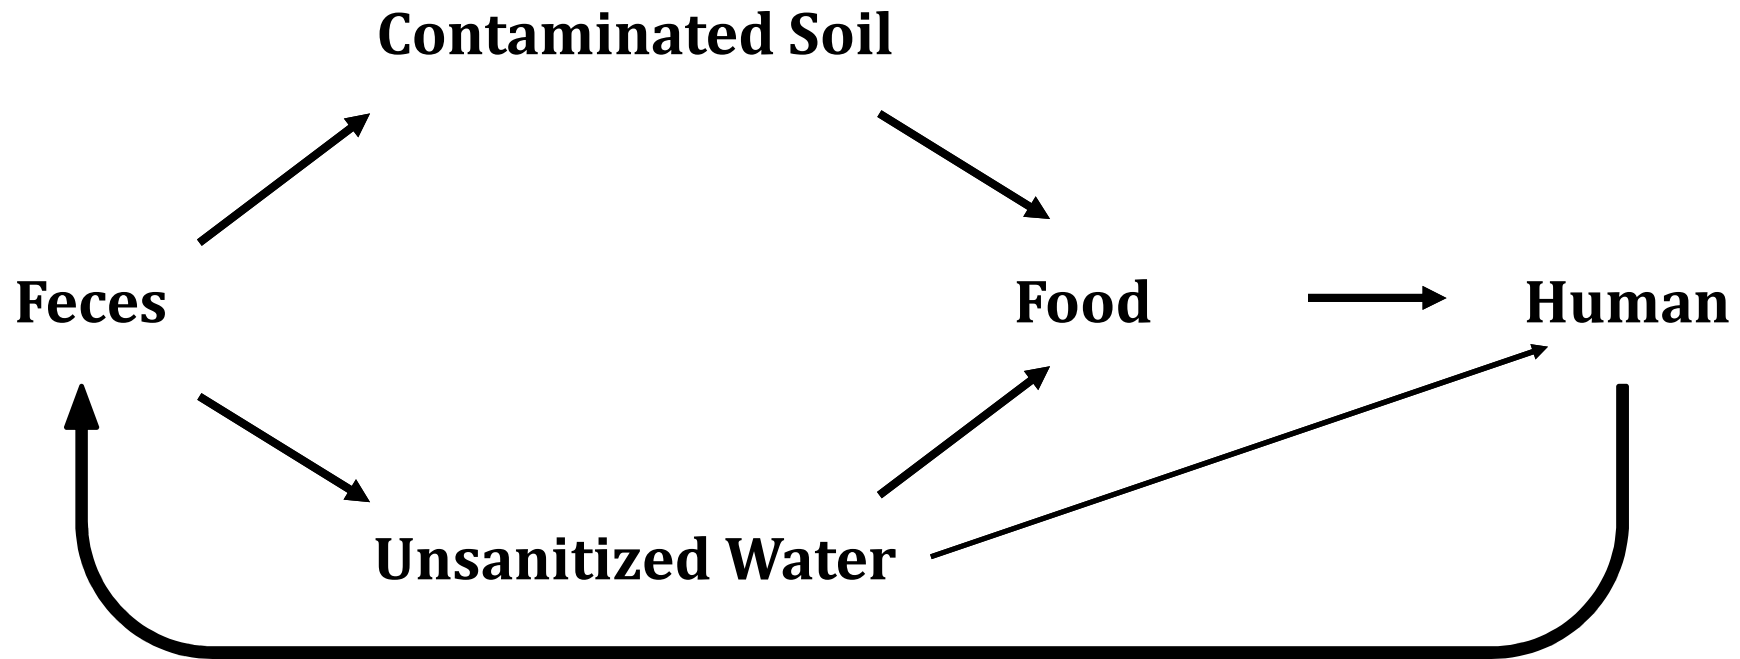 Contaminated Soil
Feces
Food
Human
Unsanitized Water